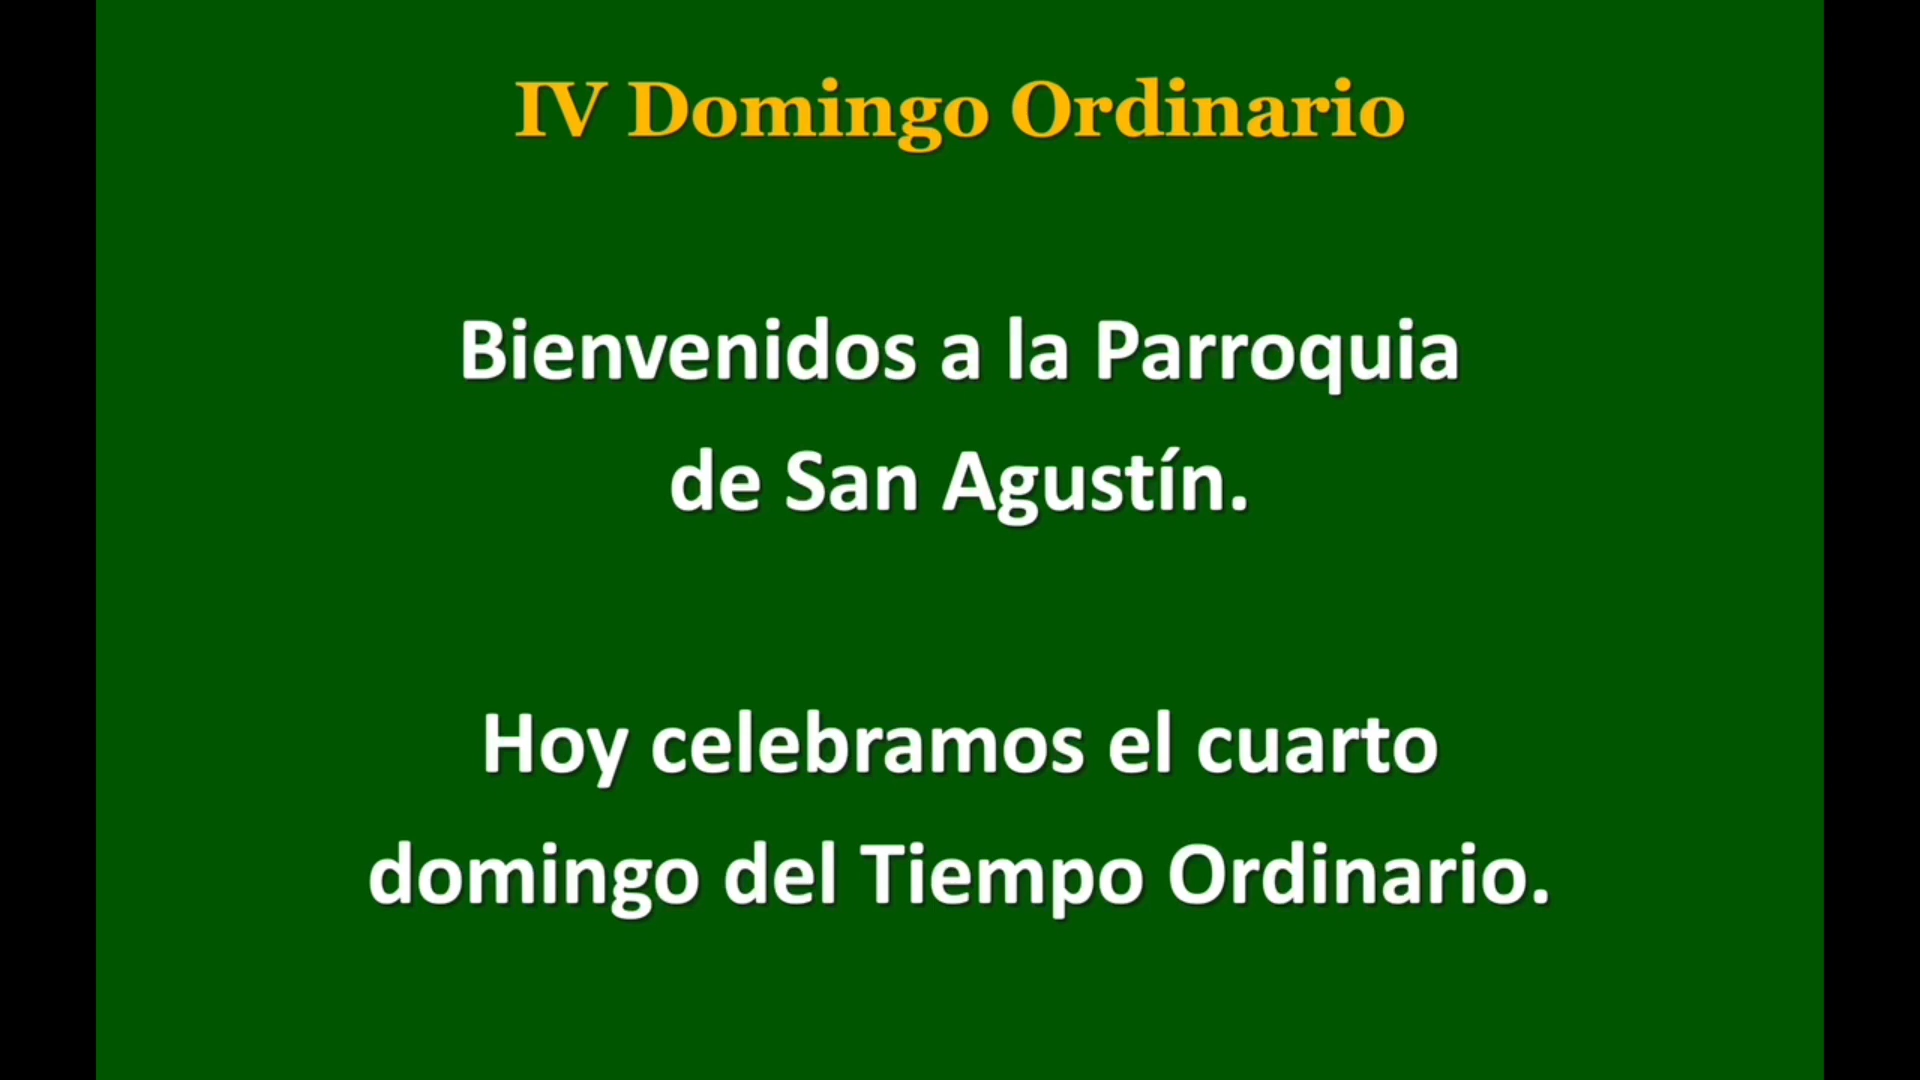 IV Domingo Ordinario
Bienvenidos a la Parroquia
de San Agustín.
Hoy celebramos el cuarto
domingo del Tiempo Ordinario.